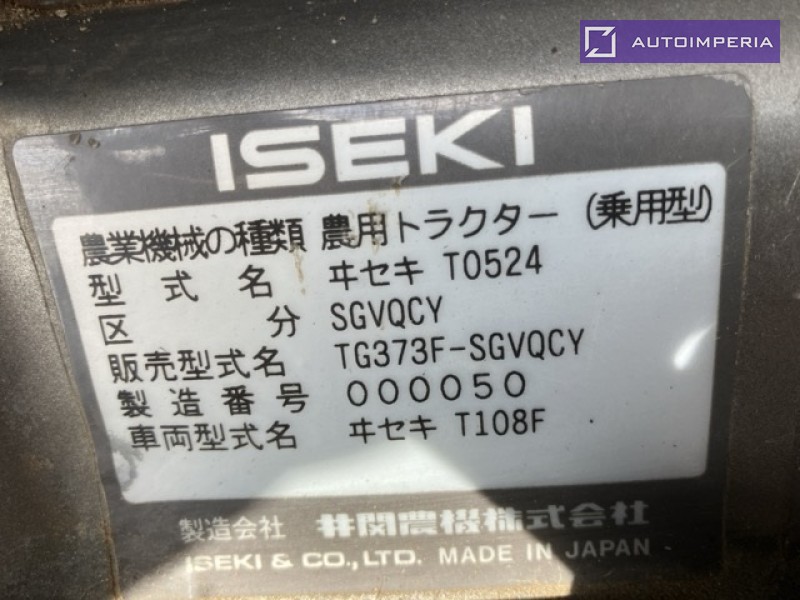 AUTOIMPERIA
ISEKI
農業機械の種類 農用トラクター (乗用型)
型式名 ヰセキ T0524
区分 SGVQCY
販売型式名 TG373F-SGVQCY
製造番号 000050
車両型式名 ヰセキ T108F
製造会社 井関農機株式会社
ISEKI & CO.,LTD. MADE IN JAPAN